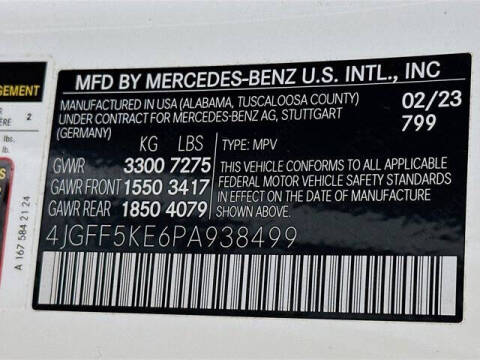 MFD BY MERCEDES-BENZ U.S. INTL., INC
MANUFACTURED IN USA (ALABAMA, TUSCALOOSA COUNTY)
UNDER CONTRACT FOR MERCEDES-BENZ AG, STUTTGART
(GERMANY)
02/23
799
KG LBS
GVWR 3300 7275
GAWR FRONT 1550 3417
GAWR REAR 1850 4079
TYPE: MPV
THIS VEHICLE CONFORMS TO ALL APPLICABLE
FEDERAL MOTOR VEHICLE SAFETY STANDARDS
IN EFFECT ON THE DATE OF MANUFACTURE
SHOWN ABOVE.
4JGFF5KE6PA938499
2
lbs.
lb.
A 167 584 21 24